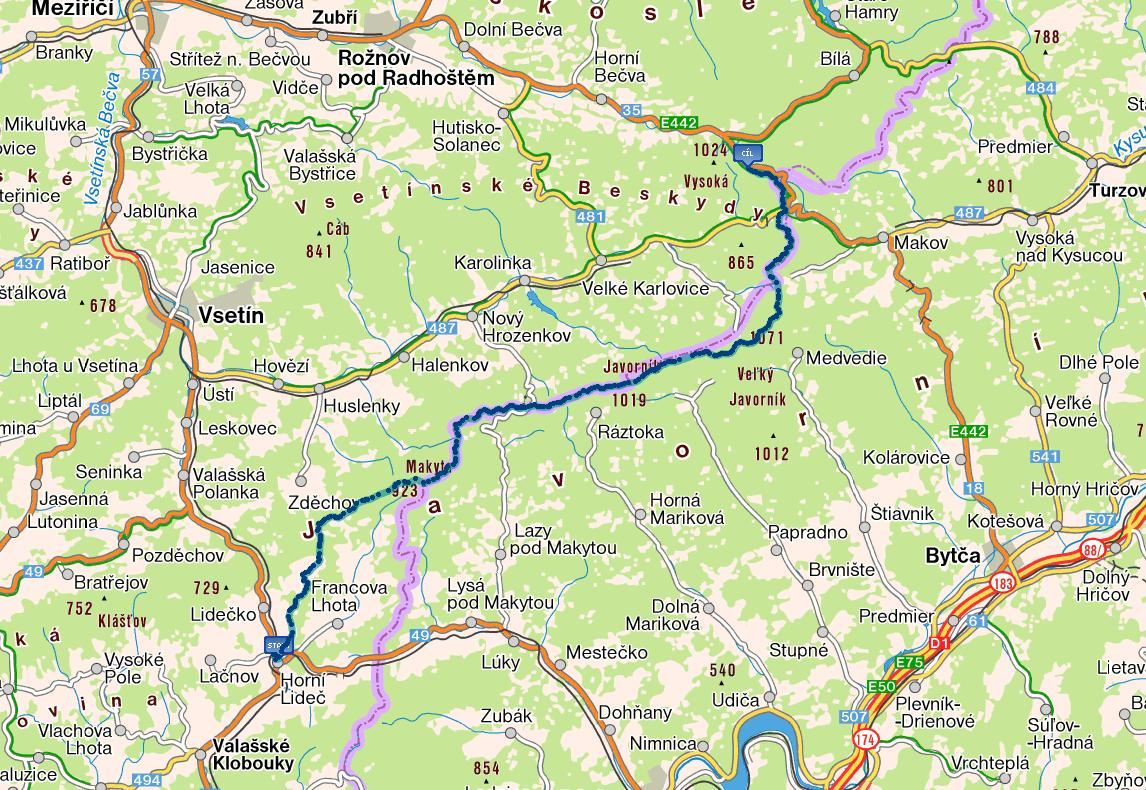 Meziříčí
Zašová
Zubří
Dolní Bečva
Staré
Hamry
788
Branky
Střítež n. Bečvou
Rožnov
pod Radhoštěm
Horní
Bečva
Bílá
57
Vidče
484
Velká
Lhota
35
E442
Mikulůvka
Hutisko-
Solanec
Bystřička
Vsetínská Bečva
Valašská
Bystřice
1024
CÍL
Predmier
Vysoká
801
Turzov
Vsetínské Beskydy
Jablůnka
481
487
Cáb
841
Makov
Vysoká
nad Kysucou
437
Ratiboř
Jasenice
Karolinka
865
Velké Karlovice
678
Vsetín
Nový
Hrozenkov
487
1071
Lhota u Vsetína
Hovězí
Halenkov
Javorník
Medvedie
Dlhé Pole
Veľký
Javorník
Ústí
Huslenky
1019
Liptál
69
Leskovec
Ráztoka
Veľké
Rovné
E442
Makyta
1012
Kolárovice
541
Seninka
Valašská
Polanka
923
Jasenná
Zděchov
18
Horný Hričov
Lutonina
Horná
Mariková
Štiavnik
Kotešová
507
Javorní
Papradno
Pozděchov
Lazy
pod Makytou
Bytča
88/
49
Bratřejov
729
Francova
Lhota
Lysá
pod Makytou
Brvnište
183
Dolný
Hričov
752
Klášťov
Lidečko
Dolná
Mariková
Predmier
61
START
49
D1
Vysoké
Pole
Lačnov
Horní
Lideč
Lúky
Mestečko
Stupné
E75
540
E50
Udiča
Plevník-
-Drienové
Vlachova
Lhota
Zubák
Dohňany
507
Súľov-
-Hradná
Valašské
Klobouky
Nimnica
174
494
854
Vrchteplá